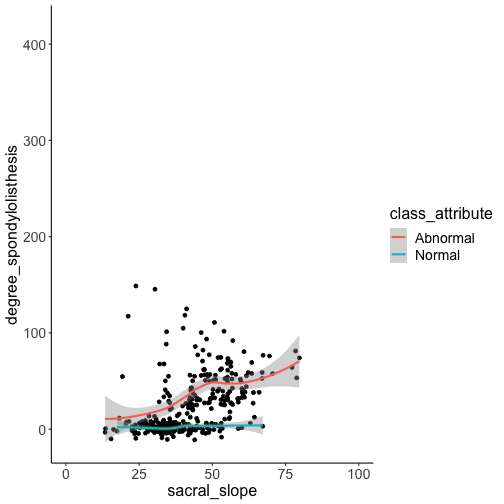 400
300
200
100
0
degree_spondylolisthesis
0
25
50
75
100
sacral_slope
class_attribute
Abnormal
Normal